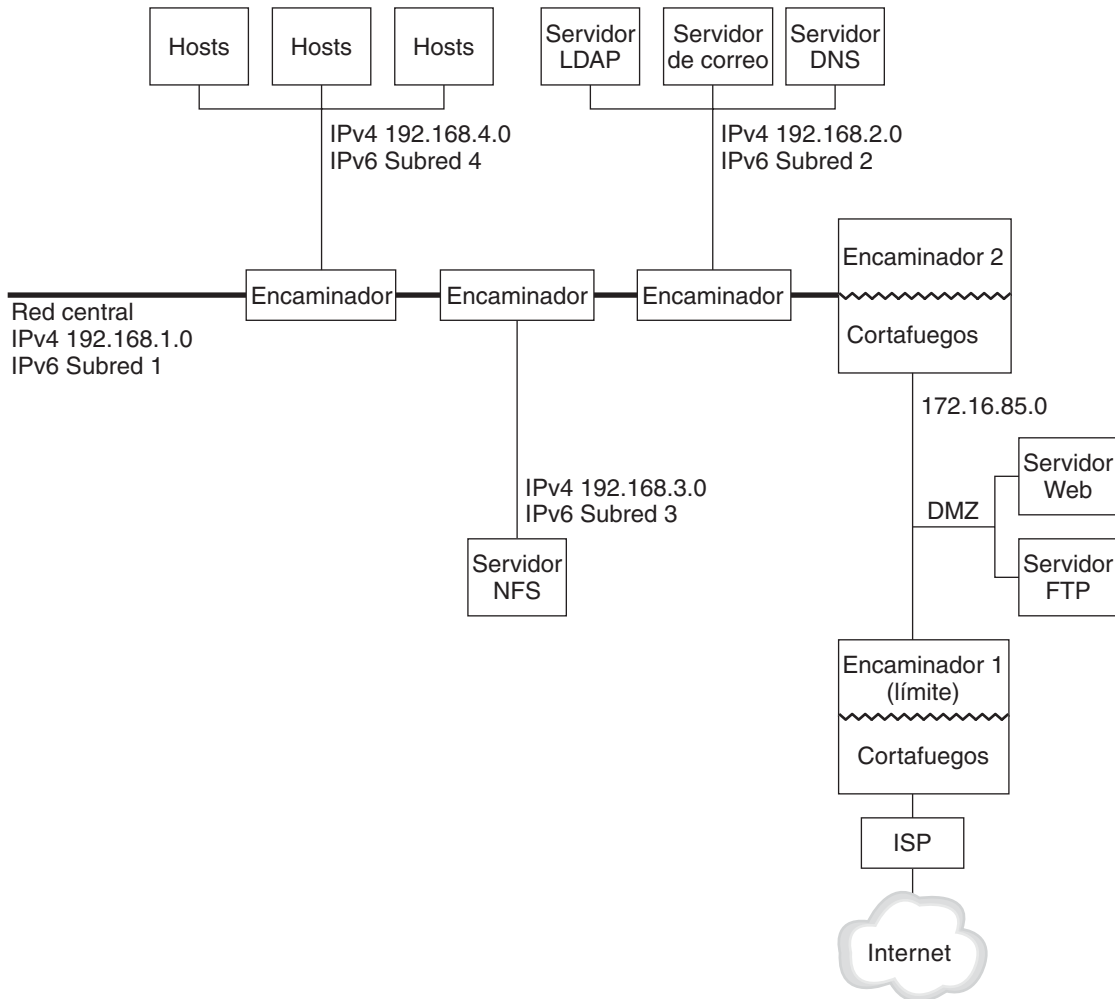 Hosts
Hosts
Hosts
Servidor
LDAP
Servidor
de correo
Servidor
DNS
IPv4 192.168.4.0
IPv6 Subred 4
IPv4 192.168.2.0
IPv6 Subred 2
Encaminador
Encaminador
Encaminador
Encaminador 2
Cortafuegos
Red central
IPv4 192.168.1.0
IPv6 Subred 1
172.16.85.0
IPv4 192.168.3.0
IPv6 Subred 3
Servidor
NFS
DMZ
Servidor
Web
Servidor
FTP
Encaminador 1
(límite)
Cortafuegos
ISP
Internet